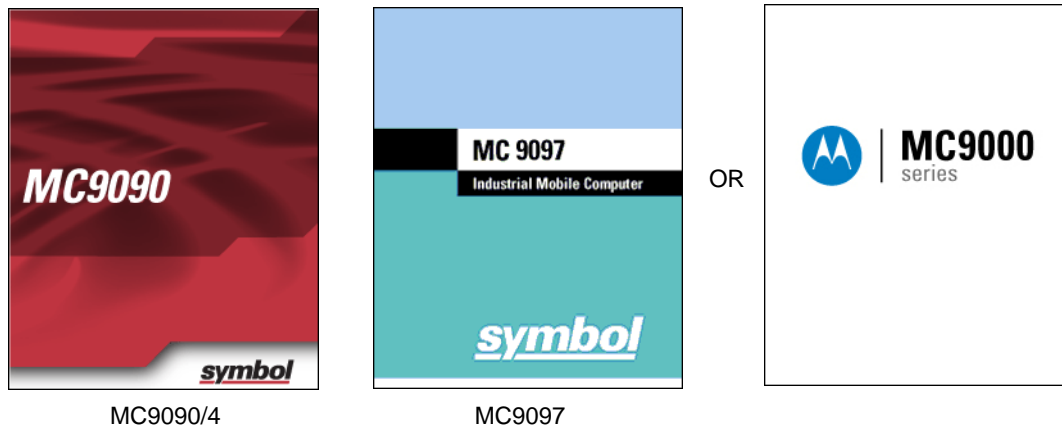 MC9090
symbol
MC9090/4
MC 9097
Industrial Mobile Computer
symbol
MC9097
OR
MC9000
series